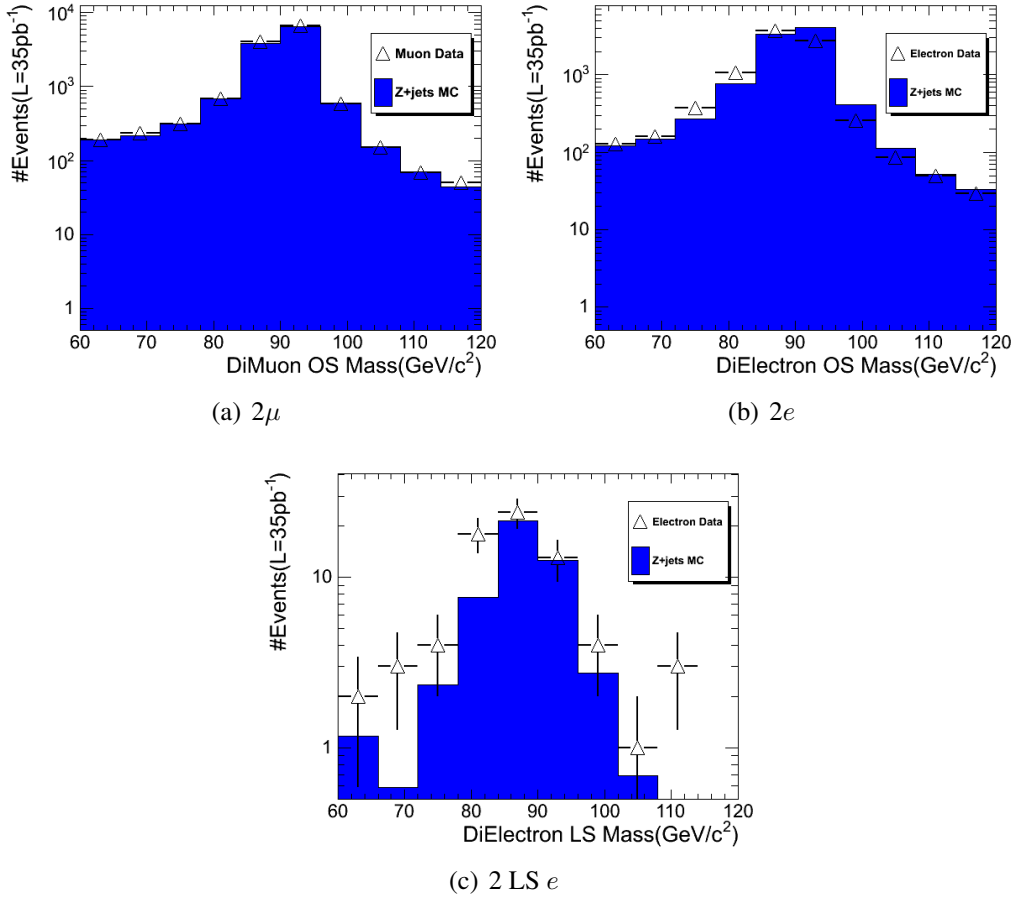 #Events(L=35pb⁻¹)
10⁴
10³
10²
10
1
60 70 80 90 100 110 120
DiMuon OS Mass(GeV/c²)
Muon Data
Z+jets MC
(a) 2μ
#Events(L=35pb⁻¹)
10³
10²
10
1
60 70 80 90 100 110 120
DiElectron OS Mass(GeV/c²)
Electron Data
Z+jets MC
(b) 2e
#Events(L=35pb⁻¹)
10
1
60 70 80 90 100 110 120
DiElectron LS Mass(GeV/c²)
Electron Data
Z+jets MC
(c) 2 LS e